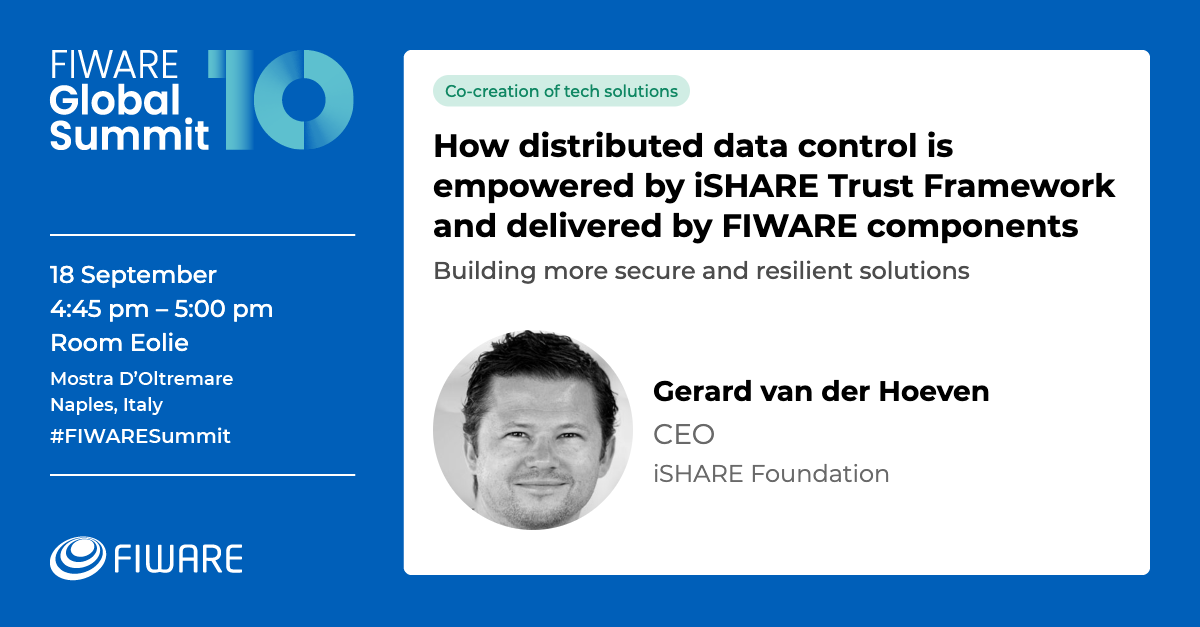 FIWARE
Global
Summit
10
18 September
4:45 pm – 5:00 pm
Room Eolie
Mostra D’Oltremare
Naples, Italy
#FIWARESummit
FIWARE
Co-creation of tech solutions
How distributed data control is
empowered by iSHARE Trust Framework
and delivered by FIWARE components
Building more secure and resilient solutions
Gerard van der Hoeven
CEO
iSHARE Foundation